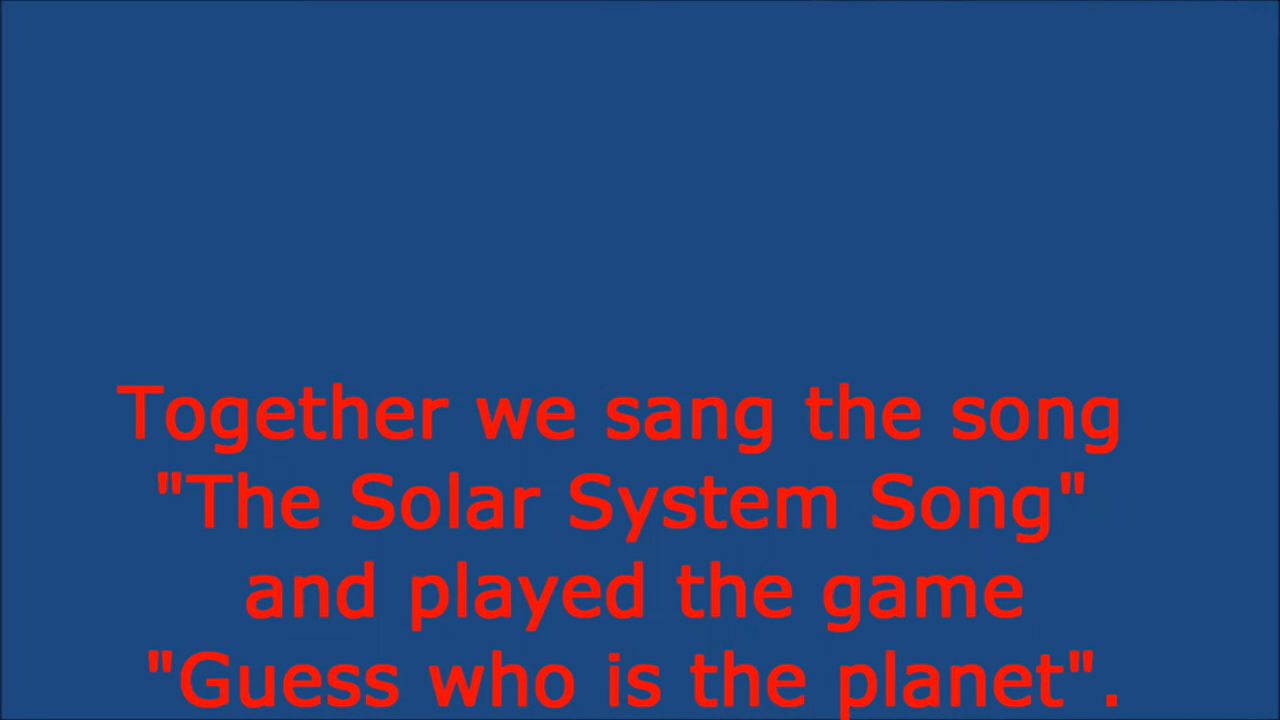 Together we sang the song
"The Solar System Song"
and played the game
"Guess who is the planet".